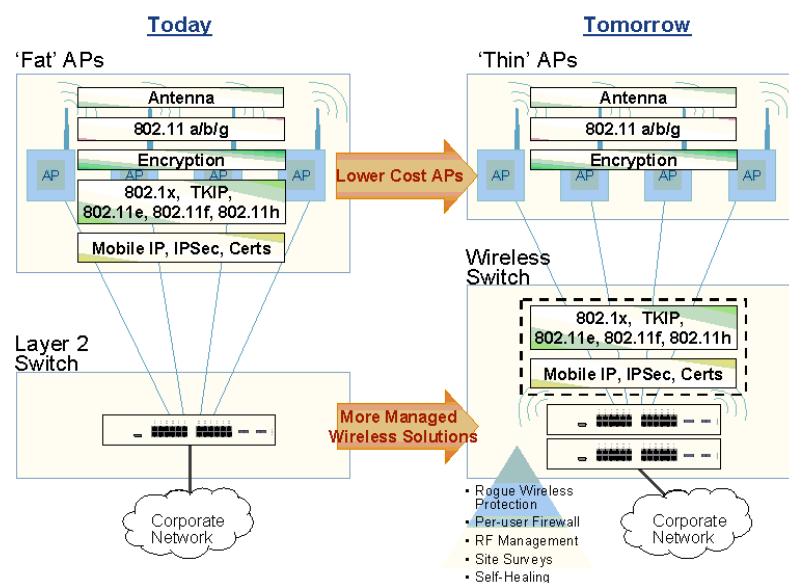 Today
'Fat' APs
Antenna
802.11 a/b/g
Encryption
AP
AP
802.1x, TKIP,
802.11e, 802.11f, 802.11h
Mobile IP, IPSec, Certs
Layer 2
Switch
Corporate
Network
Lower Cost APs
More Managed
Wireless Solutions
Tomorrow
'Thin' APs
Antenna
802.11 a/b/g
Encryption
AP
AP
AP
AP
Wireless
Switch
802.1x, TKIP,
802.11e, 802.11f, 802.11h
Mobile IP, IPSec, Certs
▪ Rogue Wireless
Protection
▪ Per-user Firewall
▪ RF Management
▪ Site Surveys
▪ Self-Healing
Corporate
Network